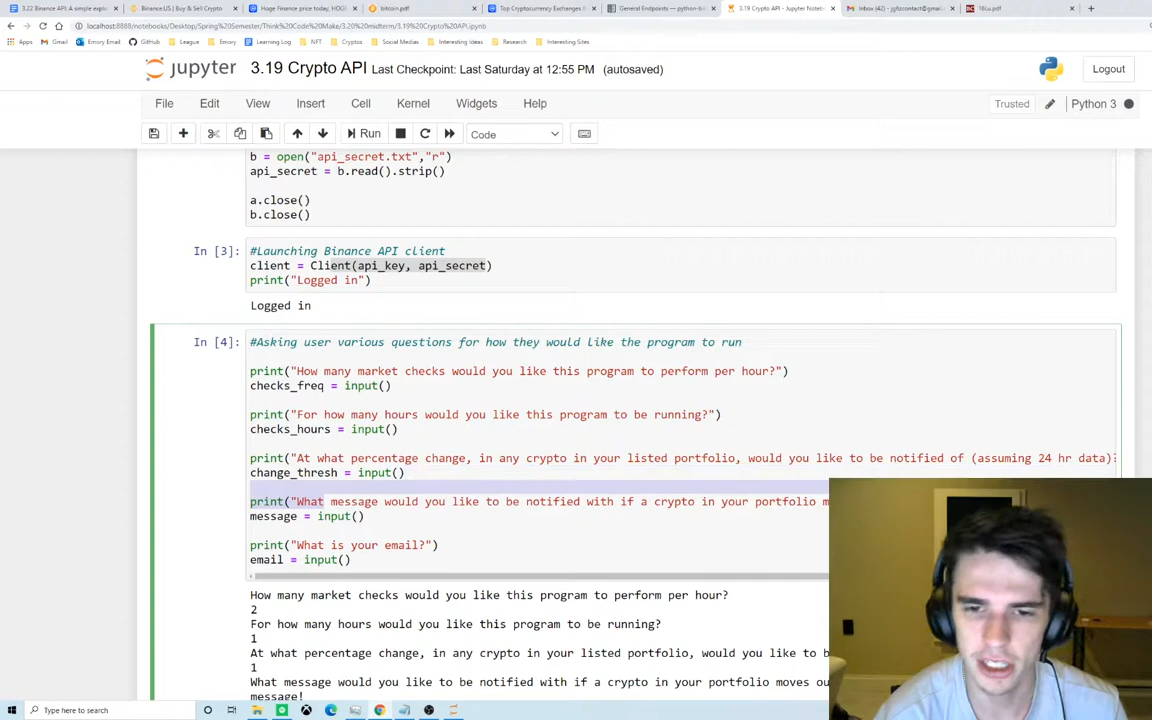 3.22 Binance API: A simple explor
Binance.US | Buy & Sell Crypto
Huge Finance price today, HOGE
bitcoin.pdf
Top Cryptocurrency Exchanges R
General Endpoints — python-bi
3.19 Crypto API - Jupyter Notebo
Inbox (42) - jgfizcontact@gmail.
localhost:8888/notebooks/Desktop/Spring%20Semester/Think%20Code%20Make/3.20%20midterm/3.19%20Crypto%20API.ipynb
Apps Gmail Emory Email GitHub League Emory Learning Log NFT Cryptos Social Medias Interesting Ideas Research Interesting Sites
jupyter 3.19 Crypto API Last Checkpoint: Last Saturday at 12:55 PM (autosaved) Logout
File Edit View Insert Cell Kernel Widgets Help Trusted Python 3
Run Code
b = open("api_secret.txt","r")
api_secret = b.read().strip()
a.close()
b.close()
In [3]: #Launching Binance API client
client = Client(api_key, api_secret)
print("Logged in")
Logged in
In [4]: #Asking user various questions for how they would like the program to run
print("How many market checks would you like this program to perform per hour?")
checks_freq = input()
print("For how many hours would you like this program to be running?")
checks_hours = input()
print("At what percentage change, in any crypto in your listed portfolio, would you like to be notified of (assuming 24 hr data)?
change_thresh = input()
print("What message would you like to be notified with if a crypto in your portfolio m
message = input()
print("What is your email?")
email = input()
How many market checks would you like this program to perform per hour?
2
For how many hours would you like this program to be running?
1
At what percentage change, in any crypto in your listed portfolio, would you like to b
1
What message would you like to be notified with if a crypto in your portfolio moves ou
message!
Type here to search